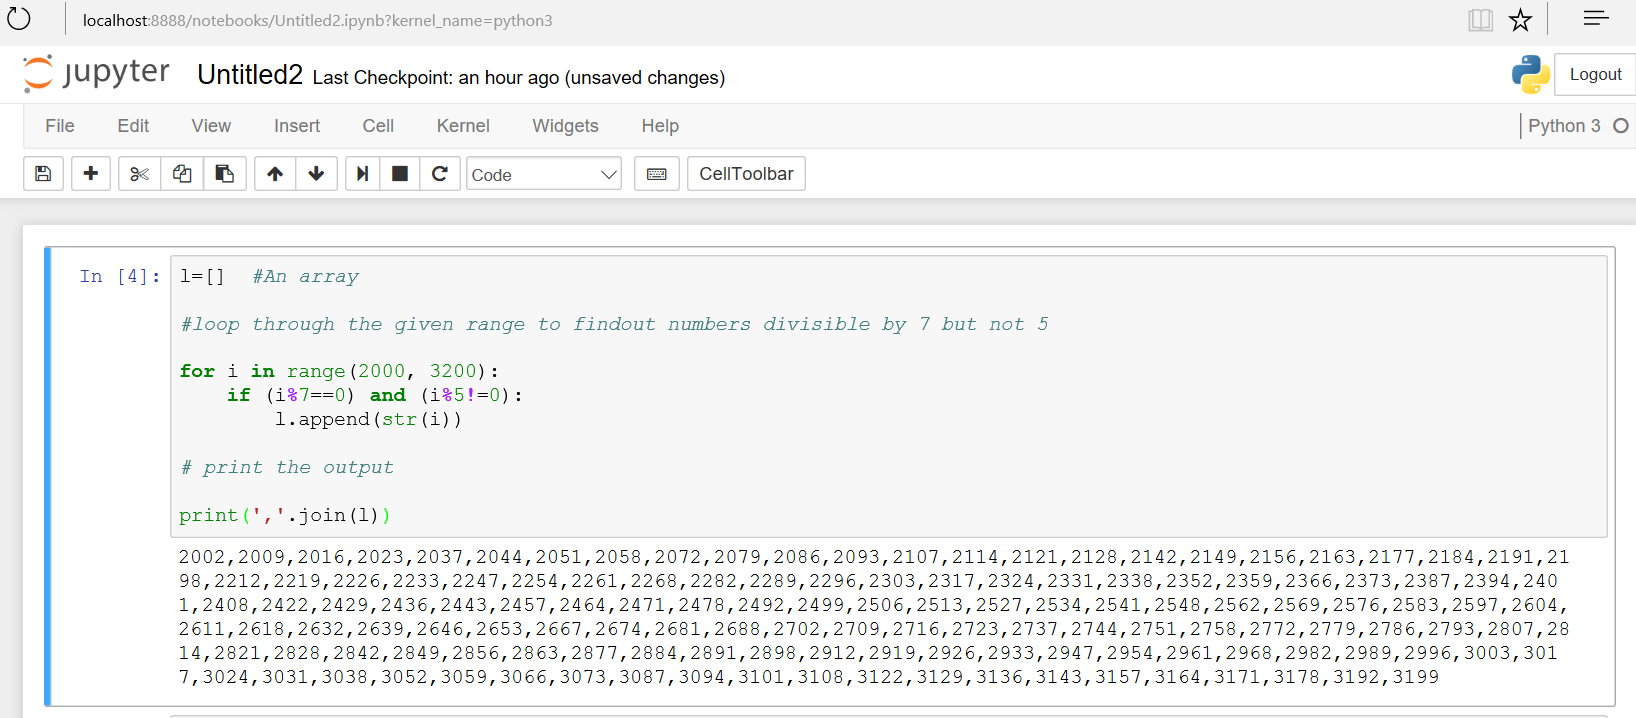 localhost:8888/notebooks/Untitled2.ipynb?kernel_name=python3
jupyter Untitled2 Last Checkpoint: an hour ago (unsaved changes)
Logout
File Edit View Insert Cell Kernel Widgets Help Python 3
Code CellToolbar
In [4]: l=[]  #An array
#loop through the given range to findout numbers divisible by 7 but not 5
for i in range(2000, 3200):
    if (i%7==0) and (i%5!=0):
        l.append(str(i))
# print the output
print(','.join(l))
2002,2009,2016,2023,2037,2044,2051,2058,2072,2079,2086,2093,2107,2114,2121,2128,2142,2149,2156,2163,2177,2184,2191,21
98,2212,2219,2226,2233,2247,2254,2261,2268,2282,2289,2296,2303,2317,2324,2331,2338,2352,2359,2366,2373,2387,2394,240
1,2408,2422,2429,2436,2443,2457,2464,2471,2478,2492,2499,2506,2513,2527,2534,2541,2548,2562,2569,2576,2583,2597,2604,
2611,2618,2632,2639,2646,2653,2667,2674,2681,2688,2702,2709,2716,2723,2737,2744,2751,2758,2772,2779,2786,2793,2807,28
14,2821,2828,2842,2849,2856,2863,2877,2884,2891,2898,2912,2919,2926,2933,2947,2954,2961,2968,2982,2989,2996,3003,301
7,3024,3031,3038,3052,3059,3066,3073,3087,3094,3101,3108,3122,3129,3136,3143,3157,3164,3171,3178,3192,3199